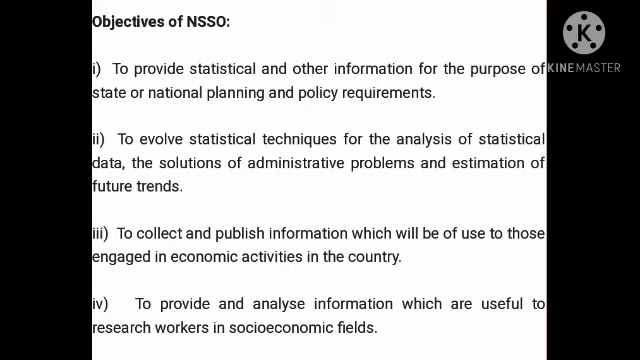 Objectives of NSSO:
i) To provide statistical and other information for the purpose of
state or national planning and policy requirements.
ii) To evolve statistical techniques for the analysis of statistical
data, the solutions of administrative problems and estimation of
future trends.
iii) To collect and publish information which will be of use to those
engaged in economic activities in the country.
iv) To provide and analyse information which are useful to
research workers in socioeconomic fields.
K
KINEMASTER